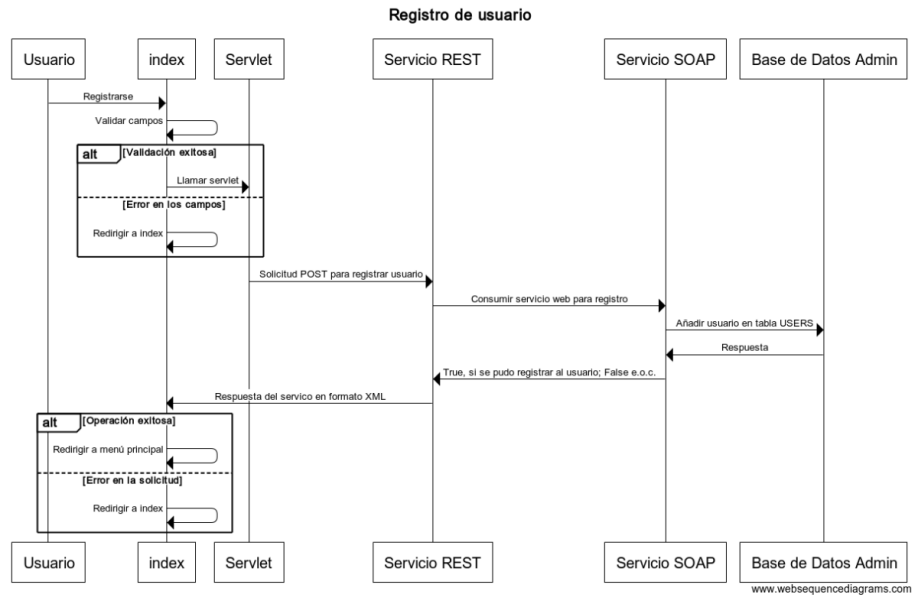 Registro de usuario
Usuario
index
Servlet
Servicio REST
Servicio SOAP
Base de Datos Admin
Registrarse
Validar campos
alt
[Validación exitosa]
Llamar servlet
[Error en los campos]
Redirigir a index
Solicitud POST para registrar usuario
Consumir servicio web para registro
Añadir usuario en tabla USERS
Respuesta
True, si se pudo registrar al usuario; False e.o.c.
Respuesta del servico en formato XML
alt
[Operación exitosa]
Redirigir a menú principal
[Error en la solicitud]
Redirigir a index
Usuario
index
Servlet
Servicio REST
Servicio SOAP
Base de Datos Admin
www.websequencediagrams.com